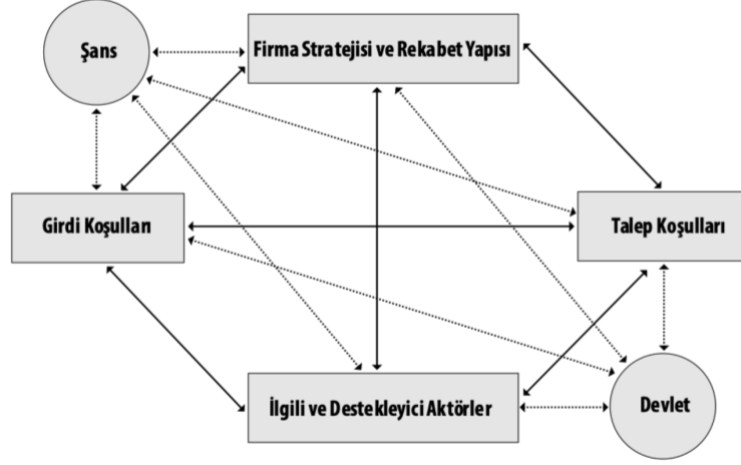 Şans
Firma Stratejisi ve Rekabet Yapısı
Girdi Koşulları
Talep Koşulları
İlgili ve Destekleyici Aktörler
Devlet